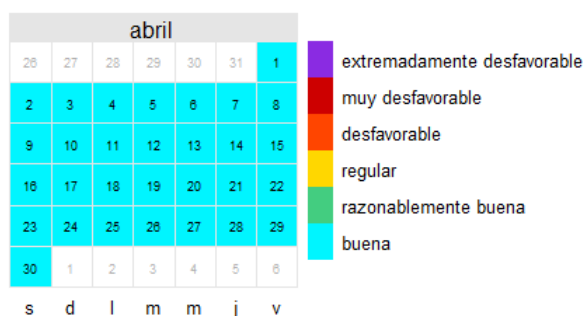 abril
26 27 28 29 30 31 1
2 3 4 5 6 7 8
9 10 11 12 13 14 15
16 17 18 19 20 21 22
23 24 25 26 27 28 29
30 1 2 3 4 5 6
s d l m m j v
extremadamente desfavorable
muy desfavorable
desfavorable
regular
razonablemente buena
buena